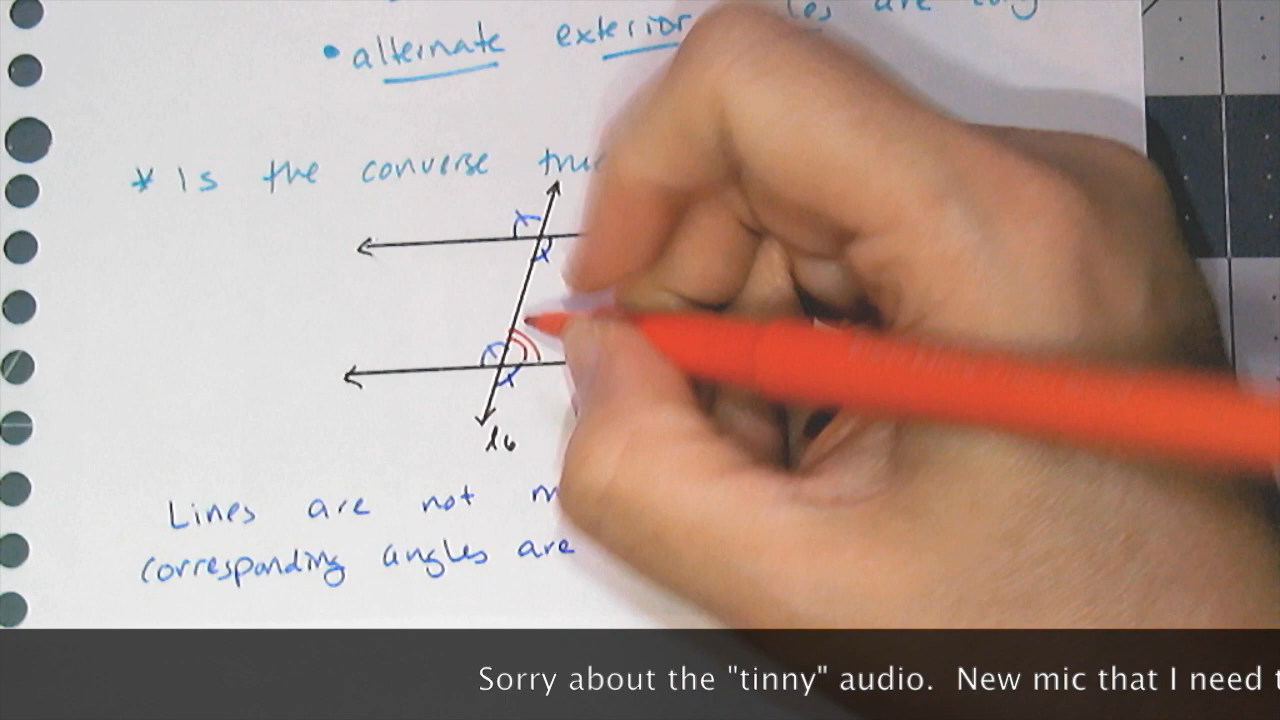 • alternate exterior are
* Is the converse
l6
Lines are not
corresponding angles are
Sorry about the "tinny" audio. New mic that I need